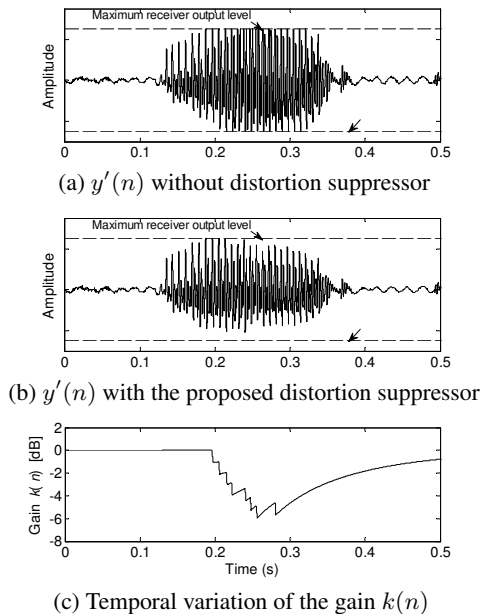 Maximum receiver output level
Amplitude
0 0.1 0.2 0.3 0.4 0.5
(a) y′(n) without distortion suppressor
Maximum receiver output level
Amplitude
0 0.1 0.2 0.3 0.4 0.5
(b) y′(n) with the proposed distortion suppressor
2
0
-2
-4
-6
-8
Gain k(n) [dB]
0 0.1 0.2 0.3 0.4 0.5
Time (s)
(c) Temporal variation of the gain k(n)